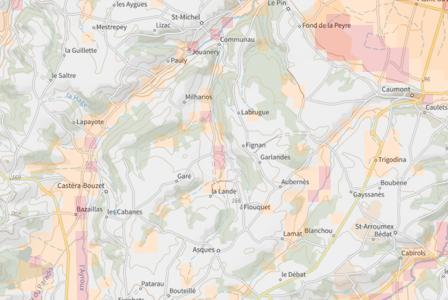 les Aygues
Le Pin
St-Michel
Mestrepey
Lizac
Fond de la Peyre
Communau
Jouanery
la Guillette
Pauly
le Saltre
Caumont
Milharios
Labrugue
Lapayote
Fignan
Garlandes
Trigodina
Garé
Castéra-Bouzet
Aubernès
Boubène
la Lande
Gayssanès
Bazaillas
les Cabanes
Flouquet
St-Arroumex
Lamat
Blanchou
Bédat
Asques
Cabirols
le Débat
Patarau
Bouteillé
l'Ayroux